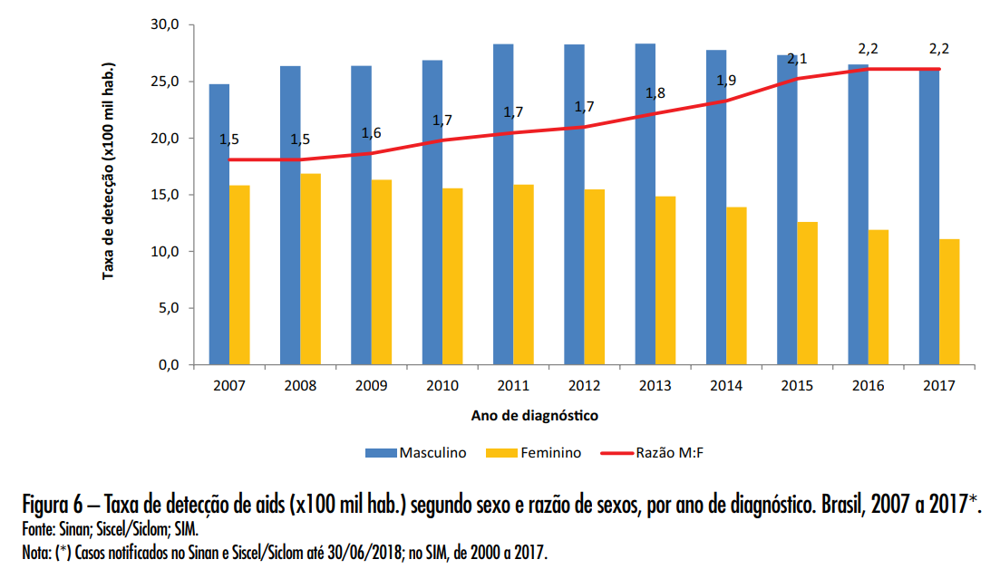 30,0
25,0
20,0
15,0
10,0
5,0
0,0
Taxa de detecção (x100 mil hab.)
1,5 1,5 1,6 1,7 1,7 1,7 1,8 1,9 2,1 2,2 2,2
2007 2008 2009 2010 2011 2012 2013 2014 2015 2016 2017
Ano de diagnóstico
Masculino Feminino Razão M:F
Figura 6 – Taxa de detecção de aids (x100 mil hab.) segundo sexo e razão de sexos, por ano de diagnóstico. Brasil, 2007 a 2017*.
Fonte: Sinan; Siscel/Siclom; SIM.
Nota: (*) Casos notificados no Sinan e Siscel/Siclom até 30/06/2018; no SIM, de 2000 a 2017.